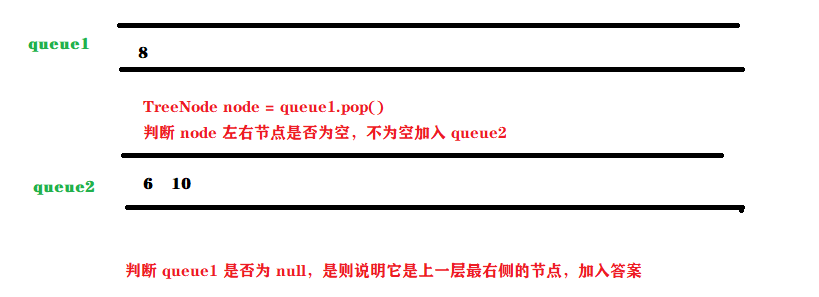 queue1
8
TreeNode node = queue1.pop()
判断 node 左右节点是否为空，不为空加入 queue2
queue2
6 10
判断 queue1 是否为 null，是则说明它是上一层最右侧的节点，加入答案